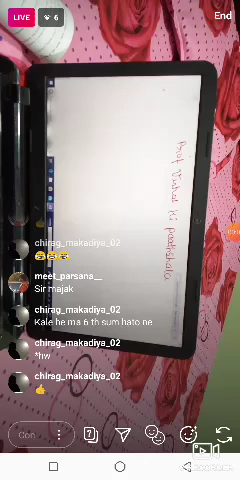 LIVE
6
End
Prof Vishal ki paathshala
chirag_makadiya_02
😂😂😂
meet_parsana__
Sir majak
chirag_makadiya_02
Kale he ma 6 th sum hato ne
chirag_makadiya_02
*hw
chirag_makadiya_02
👍
Con